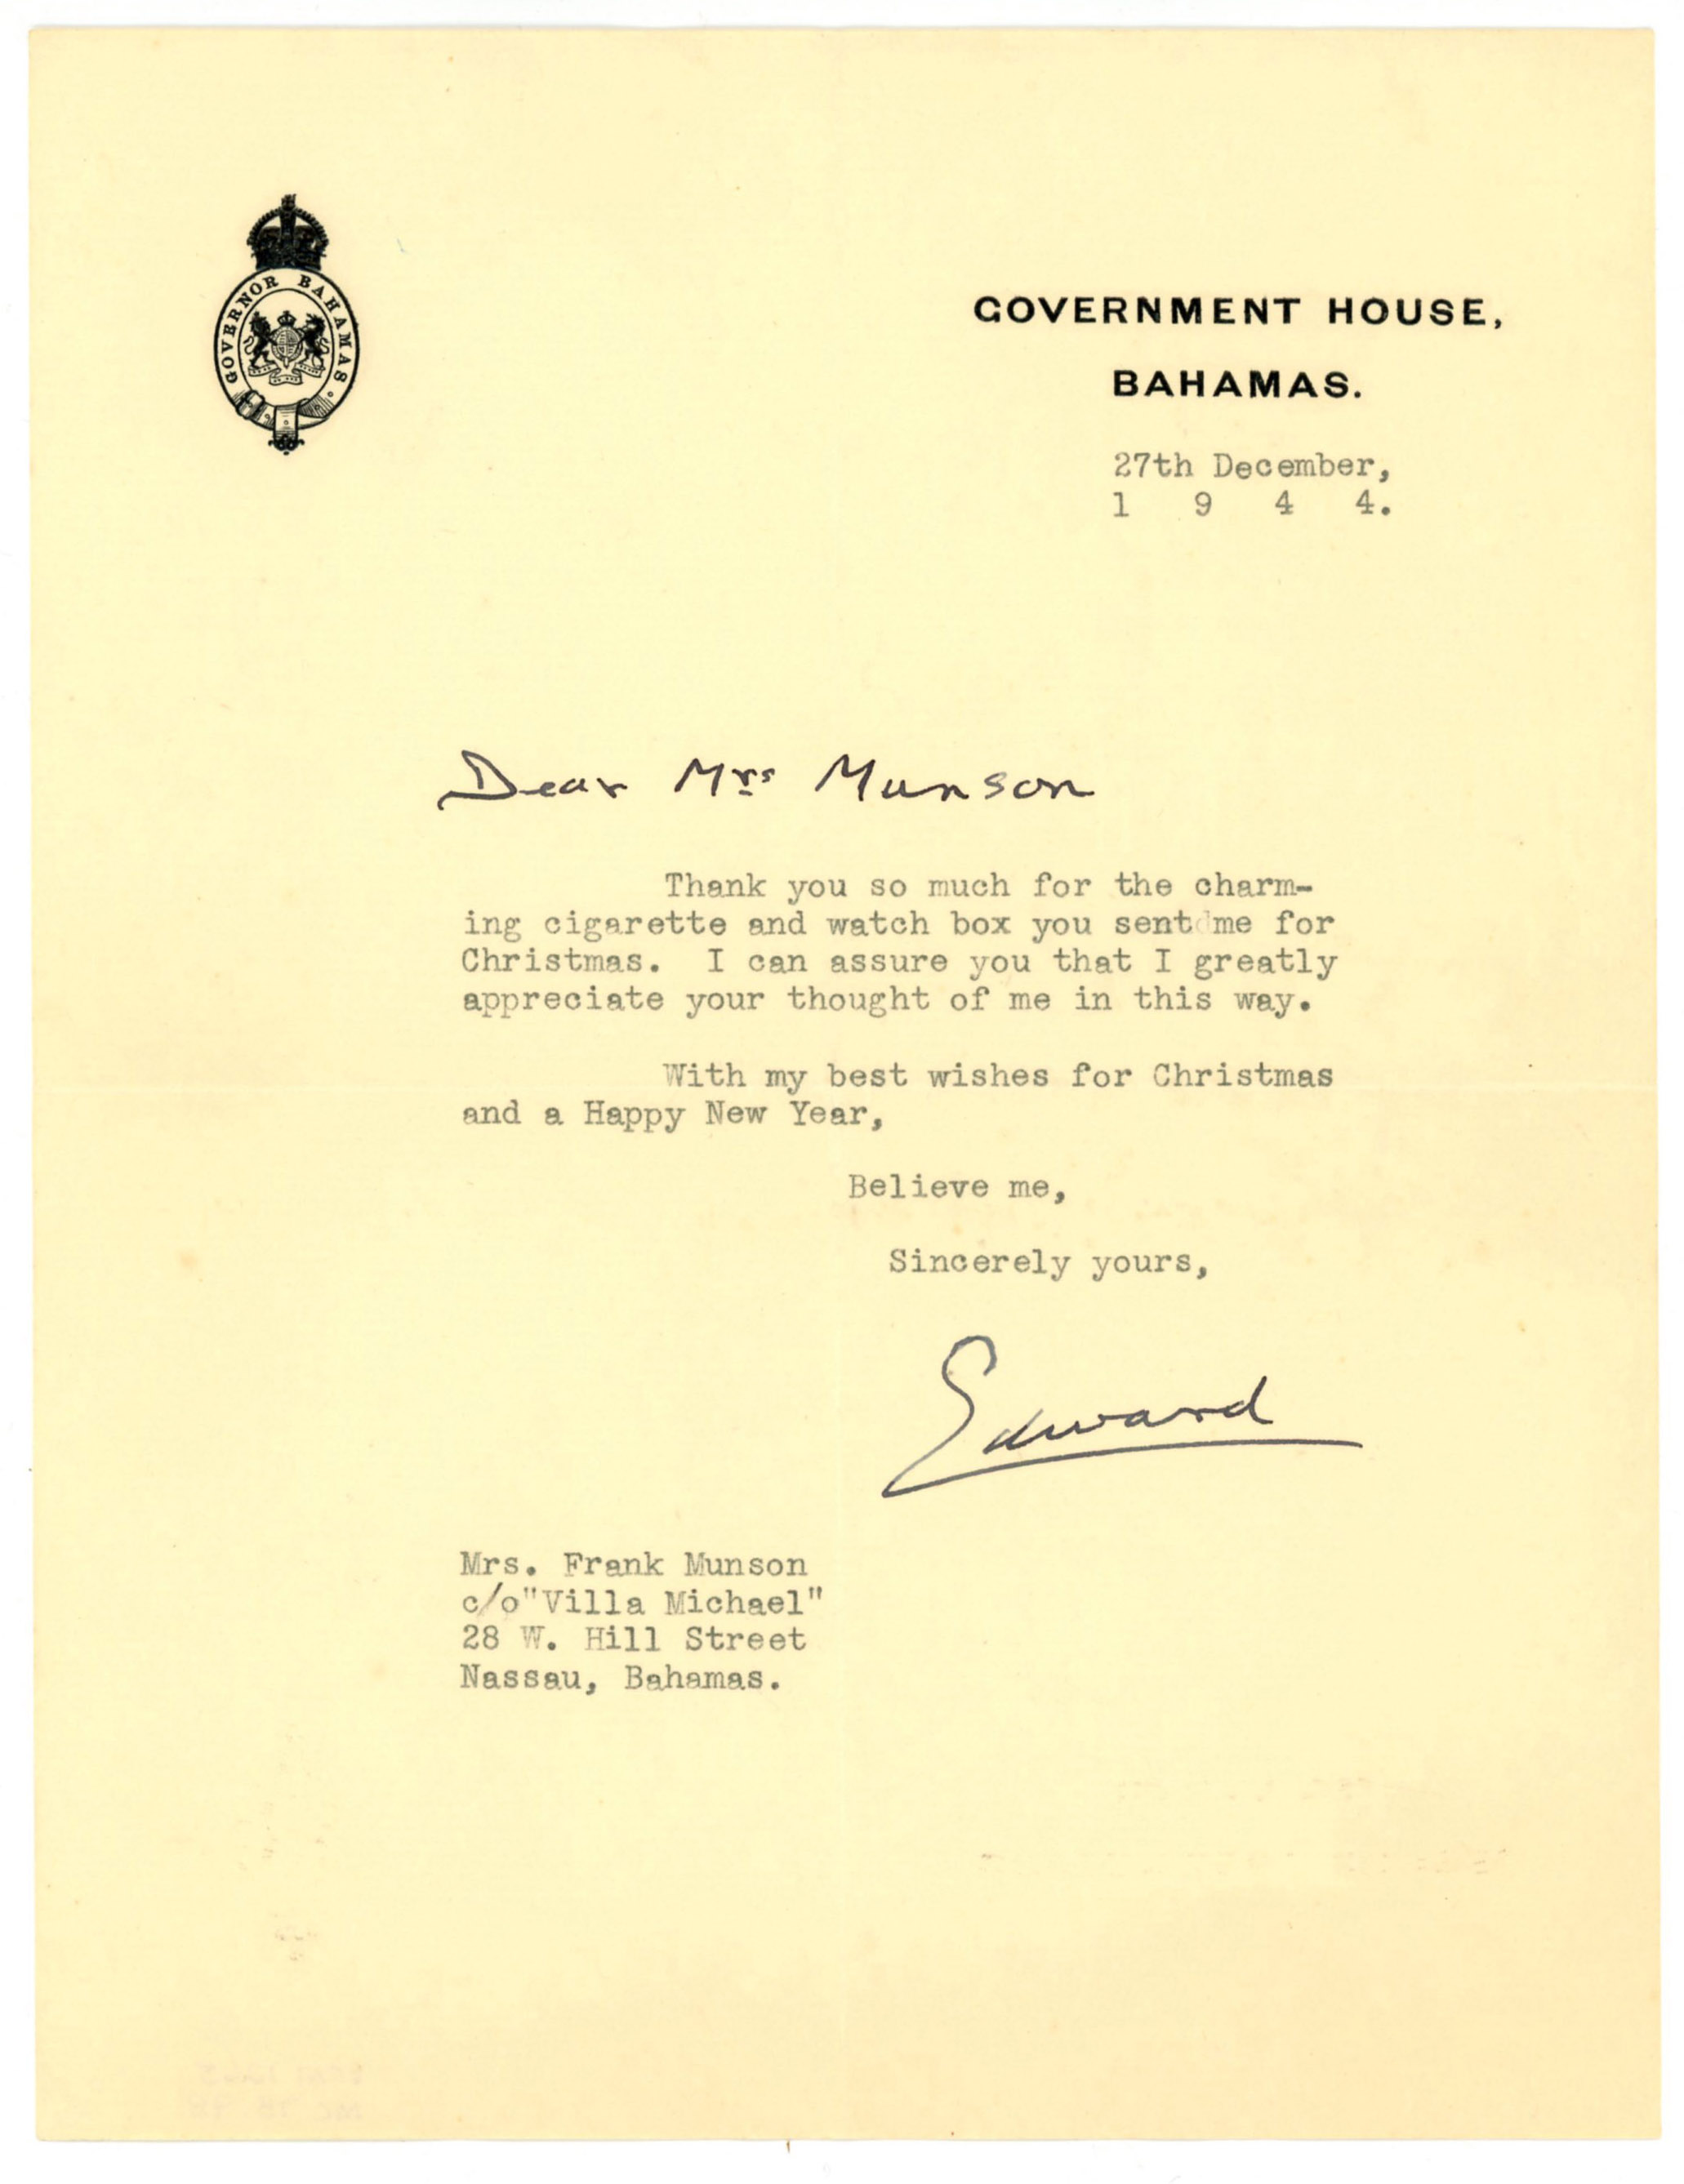 GOVERNOR BAHAMAS.
GOVERNMENT HOUSE,
BAHAMAS.
27th December,
1 9 4 4.
Dear Mrs Munson
Thank you so much for the charm-
ing cigarette and watch box you sent me for
Christmas. I can assure you that I greatly
appreciate your thought of me in this way.
With my best wishes for Christmas
and a Happy New Year,
Believe me,
Sincerely yours,
Edward
Mrs. Frank Munson
c/o"Villa Michael"
28 W. Hill Street
Nassau, Bahamas.